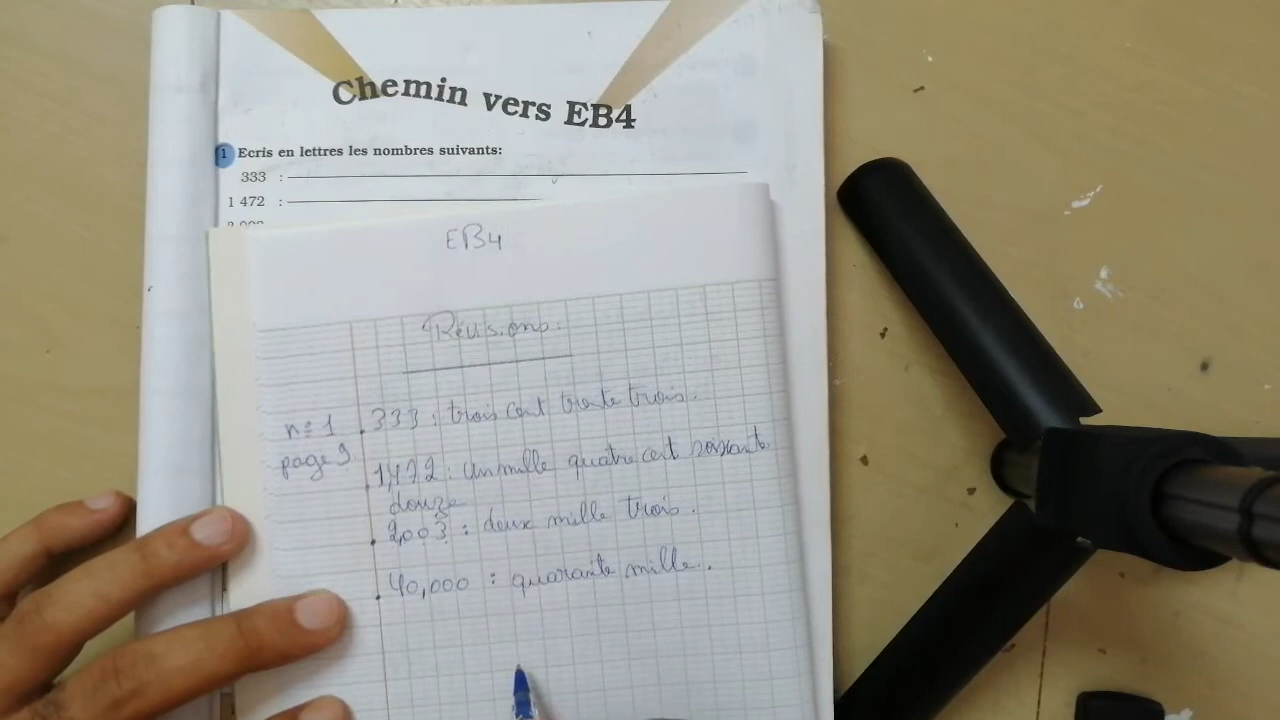 Chemin vers EB4
1 Ecris en lettres les nombres suivants:
333 :
1 472 :
EB4
Révisions.
n° 1
page 9
333 : trois cent trente trois.
1,472 : Un mille quatre cent soixante
douze
2,003 : deux mille trois.
40,000 : quarante mille.